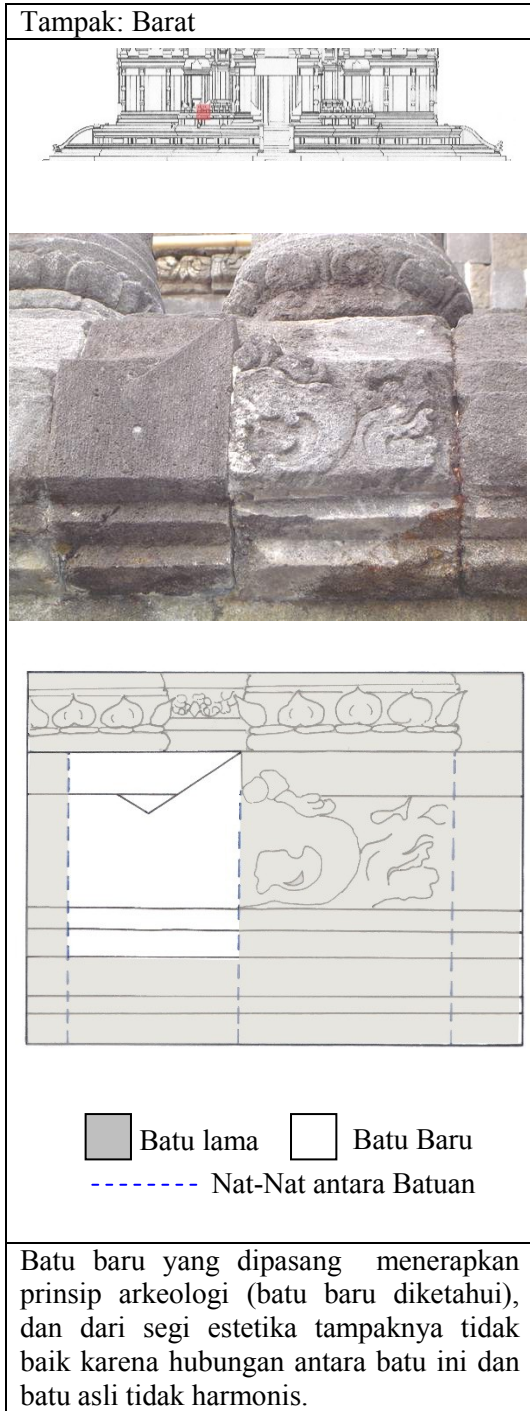 Tampak: Barat
Batu lama
Batu Baru
Nat-Nat antara Batuan
Batu baru yang dipasang menerapkan
prinsip arkeologi (batu baru diketahui),
dan dari segi estetika tampaknya tidak
baik karena hubungan antara batu ini dan
batu asli tidak harmonis.